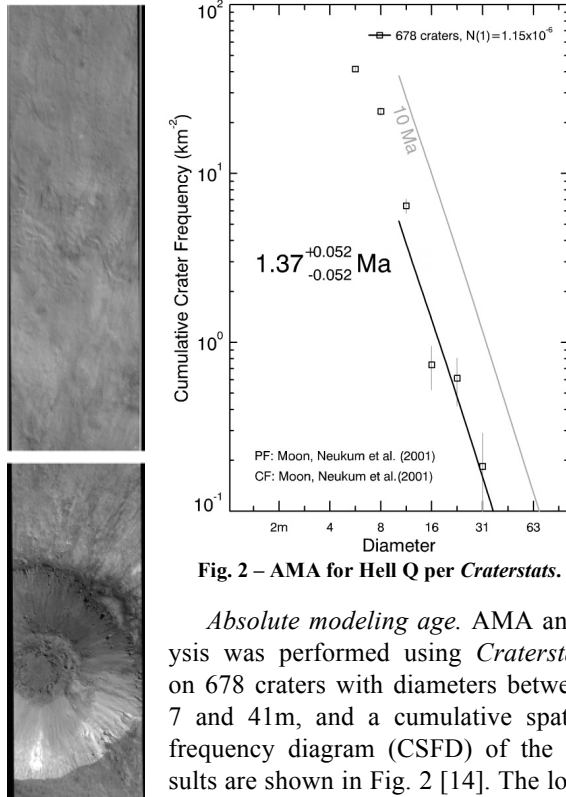 10²
10¹
10⁰
10⁻¹
Cumulative Crater Frequency (km⁻²)
678 craters, N(1)=1.15x10⁻⁶
10 Ma
1.37 +0.052 -0.052 Ma
PF: Moon, Neukum et al. (2001)
CF: Moon, Neukum et al.(2001)
2m 4 8 16 31 63
Diameter
Fig. 2 – AMA for Hell Q per Craterstats.
Absolute modeling age. AMA an
ysis was performed using Craterst
on 678 craters with diameters betwe
7 and 41m, and a cumulative spat
frequency diagram (CSFD) of the
sults are shown in Fig. 2 [14]. The lo